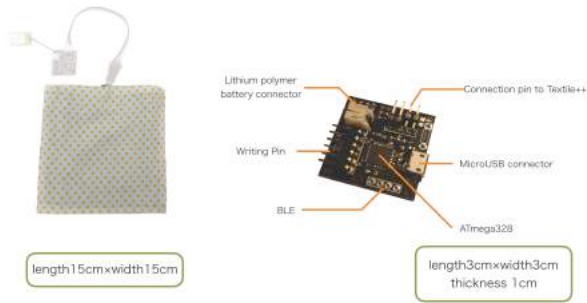 Lithium polymer
battery connector
Connection pin to Textile++
Writing Pin
MicroUSB connector
BLE
ATmega328
length15cm×width15cm
length3cm×width3cm
thickness 1cm